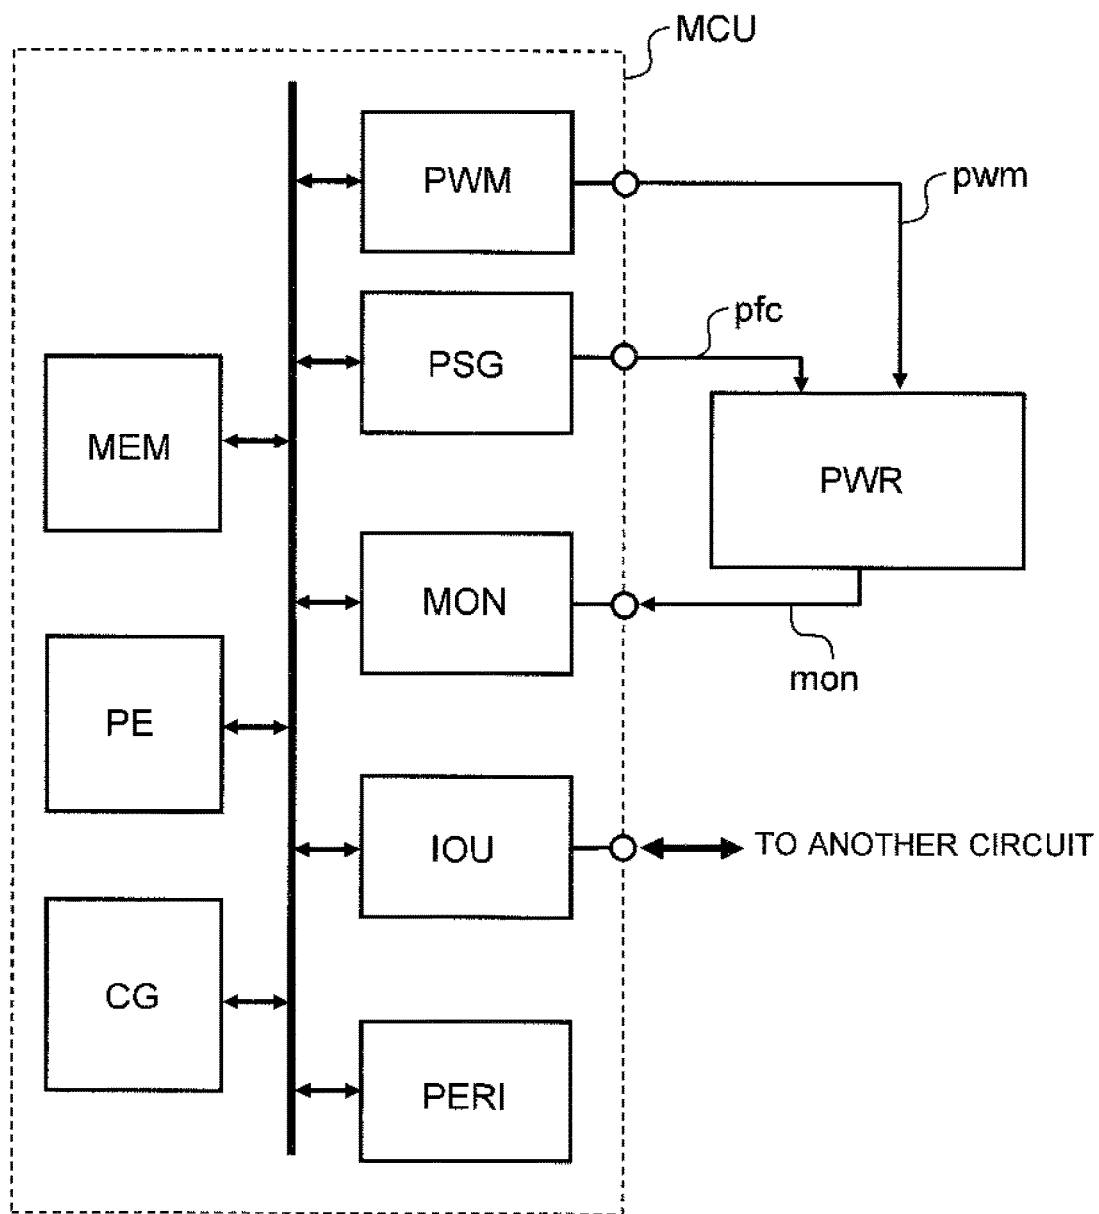 MCU
PWM
pwm
PSG
pfc
MEM
PWR
MON
mon
PE
IOU
TO ANOTHER CIRCUIT
CG
PERI